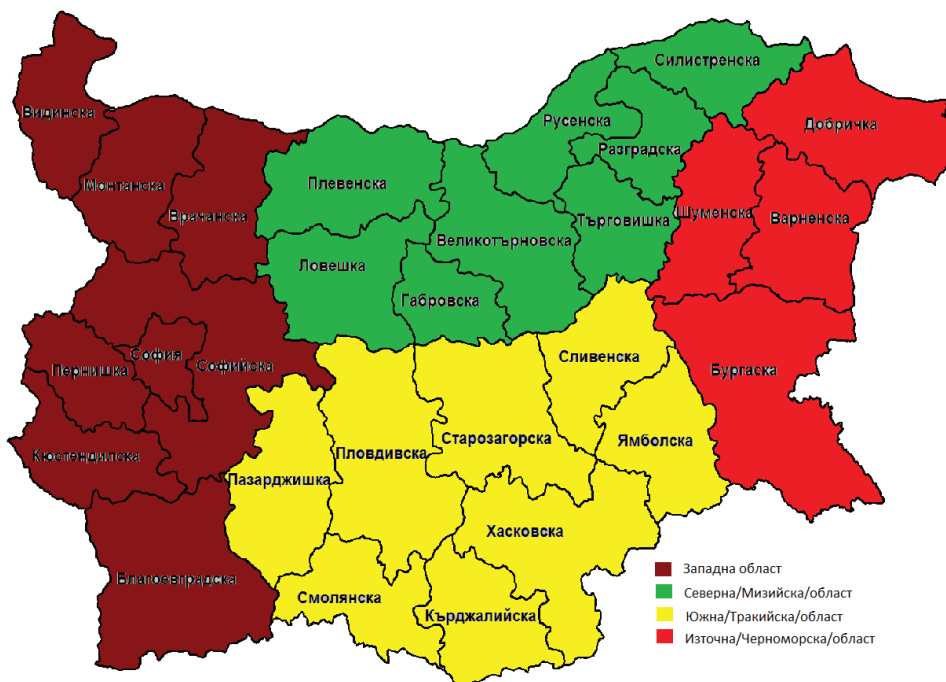 Силистренска
Видинска
Русенска
Добричка
Разградска
Плевенска
Монтанска
Врачанска
Търговишка
Шуменска
Варненска
Великотърновска
Ловешка
Габровска
София
Софийска
Пернишка
Сливенска
Бургаска
Старозагорска
Ямболска
Кюстендилска
Пловдивска
Пазарджишка
Хасковска
Благоевградска
Смолянска
Кърджалийска
Западна област
Северна/Мизийска/област
Южна/Тракийска/област
Източна/Черноморска/област